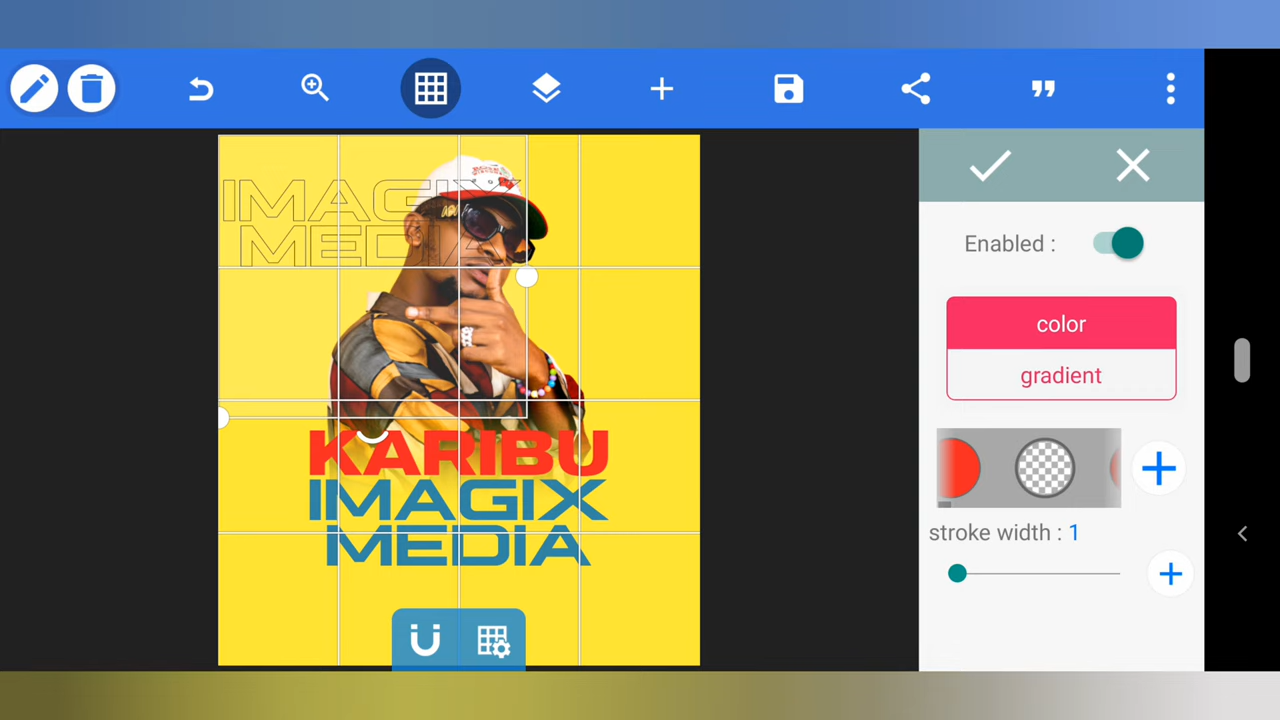 IMAGIX
MEDIA
KARIBU
IMAGIX
MEDIA
Enabled :
color
gradient
stroke width : 1